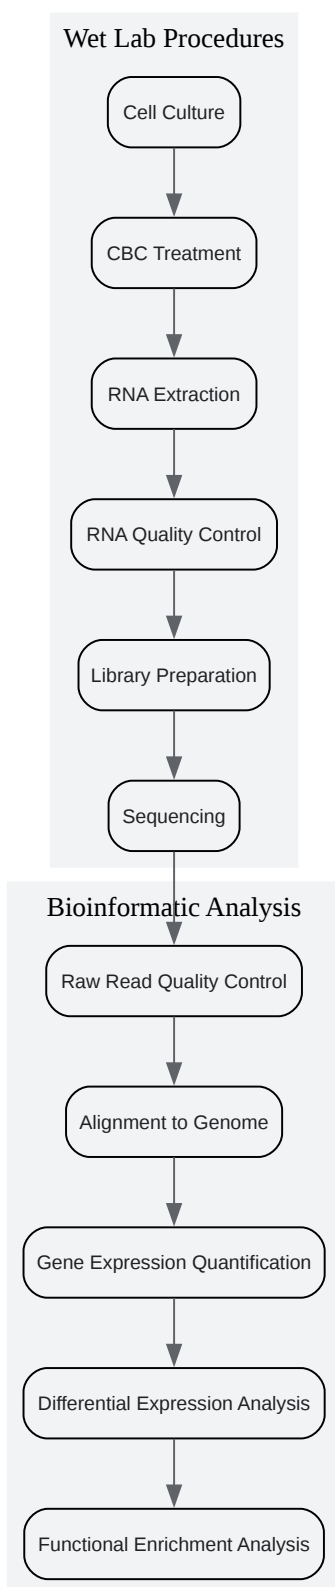 Wet Lab Procedures
Cell Culture
CBC Treatment
RNA Extraction
RNA Quality Control
Library Preparation
Sequencing
Bioinformatic Analysis
Raw Read Quality Control
Alignment to Genome
Gene Expression Quantification
Differential Expression Analysis
Functional Enrichment Analysis